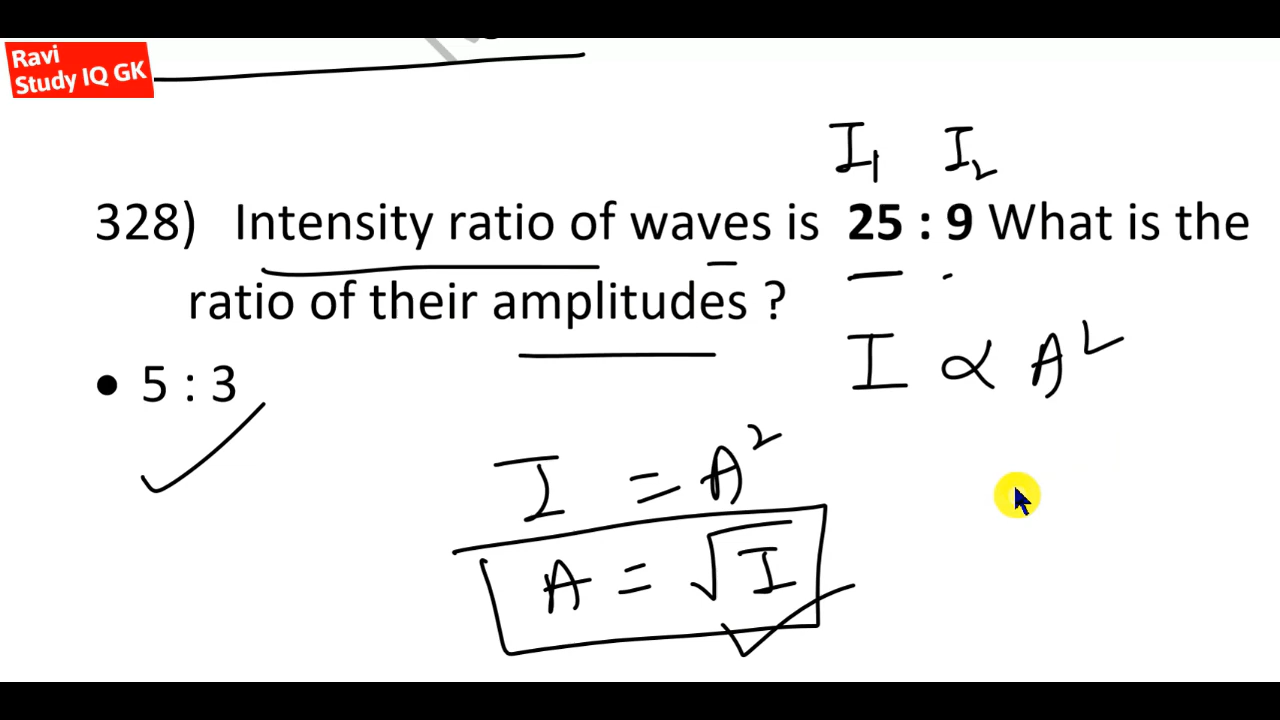 Ravi
Study IQ GK
I₁ I₂
328) Intensity ratio of waves is 25 : 9 What is the
ratio of their amplitudes ?
I ∝ A²
• 5 : 3
I = A²
A = √I